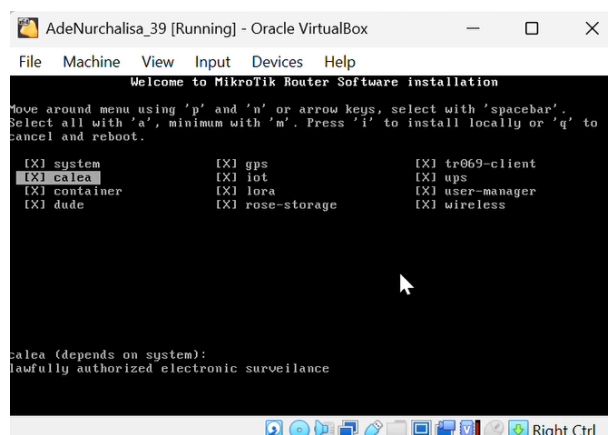 AdeNurchalisa_39 [Running] - Oracle VirtualBox
File Machine View Input Devices Help
Welcome to MikroTik Router Software installation
Move around menu using 'p' and 'n' or arrow keys, select with 'spacebar'.
Select all with 'a', minimum with 'm'. Press 'i' to install locally or 'q' to
cancel and reboot.
[X] system [X] gps [X] tr069-client
[X] calea [X] iot [X] ups
[X] container [X] lora [X] user-manager
[X] dude [X] rose-storage [X] wireless
calea (depends on system):
lawfully authorized electronic surveilance
Right Ctrl